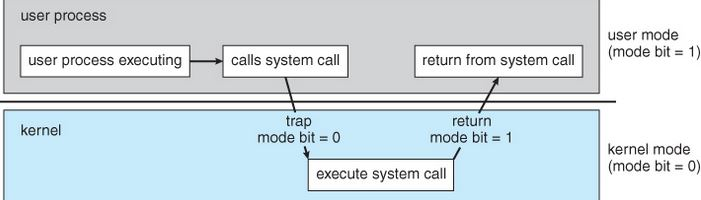 user process
user process executing
calls system call
return from system call
user mode
(mode bit = 1)
kernel
trap
mode bit = 0
return
mode bit = 1
execute system call
kernel mode
(mode bit = 0)